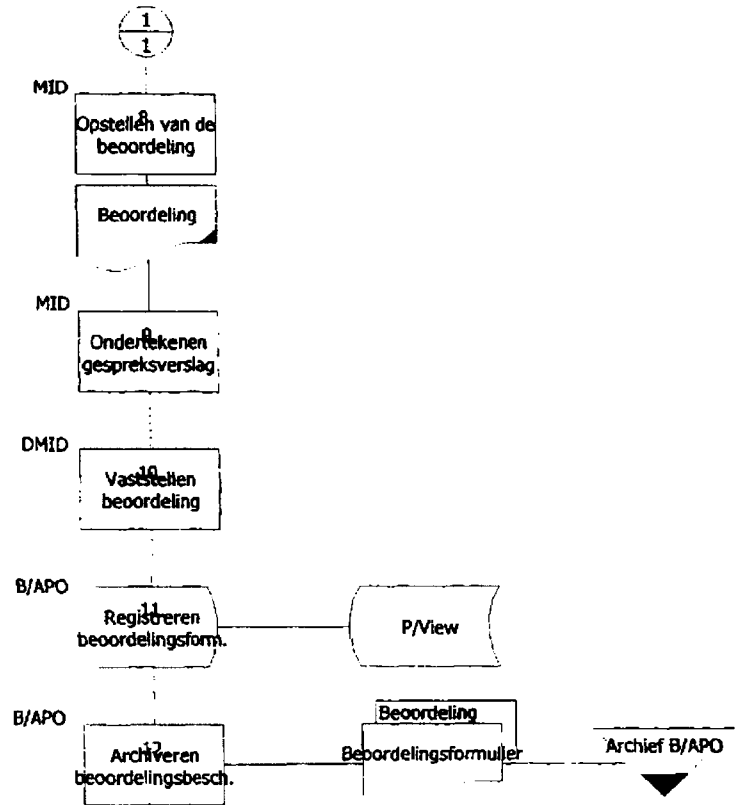 1
1
MID
8
Opstellen van de
beoordeling
Beoordeling
MID
9
Ondertekenen
gespreksverslag
DMID
10
Vaststellen
beoordeling
B/APO
11
Registreren
beoordelingsform.
P/View
B/APO
12
Archiveren
beoordelingsbesch.
Beoordeling
Beoordelingsformulier
Archief B/APO